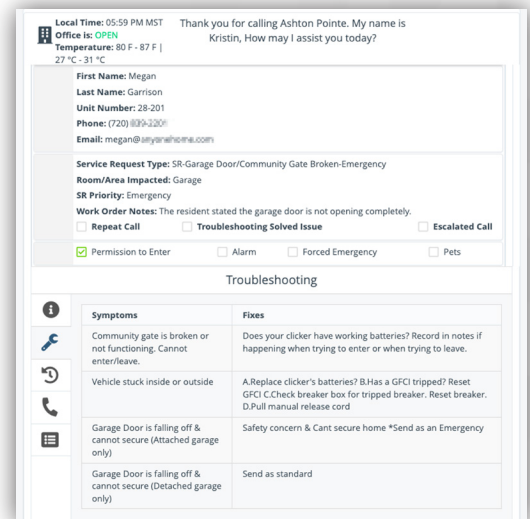 Local Time: 05:59 PM MST
Office is: OPEN
Temperature: 80 F - 87 F |
27 °C - 31 °C
Thank you for calling Ashton Pointe. My name is
Kristin, How may I assist you today?
First Name: Megan
Last Name: Garrison
Unit Number: 28-201
Phone: (720)
Email: megan@
Service Request Type: SR-Garage Door/Community Gate Broken-Emergency
Room/Area Impacted: Garage
SR Priority: Emergency
Work Order Notes: The resident stated the garage door is not opening completely.
Repeat Call Troubleshooting Solved Issue Escalated Call
Permission to Enter Alarm Forced Emergency Pets
Troubleshooting
Symptoms Fixes
Community gate is broken or
not functioning. Cannot
enter/leave.
Does your clicker have working batteries? Record in notes if
happening when trying to enter or when trying to leave.
Vehicle stuck inside or outside
A.Replace clicker's batteries? B.Has a GFCI tripped? Reset
GFCI C.Check breaker box for tripped breaker. Reset breaker.
D.Pull manual release cord
Garage Door is falling off &
cannot secure (Attached garage
only)
Safety concern & Cant secure home *Send as an Emergency
Garage Door is falling off &
cannot secure (Detached garage
only)
Send as standard